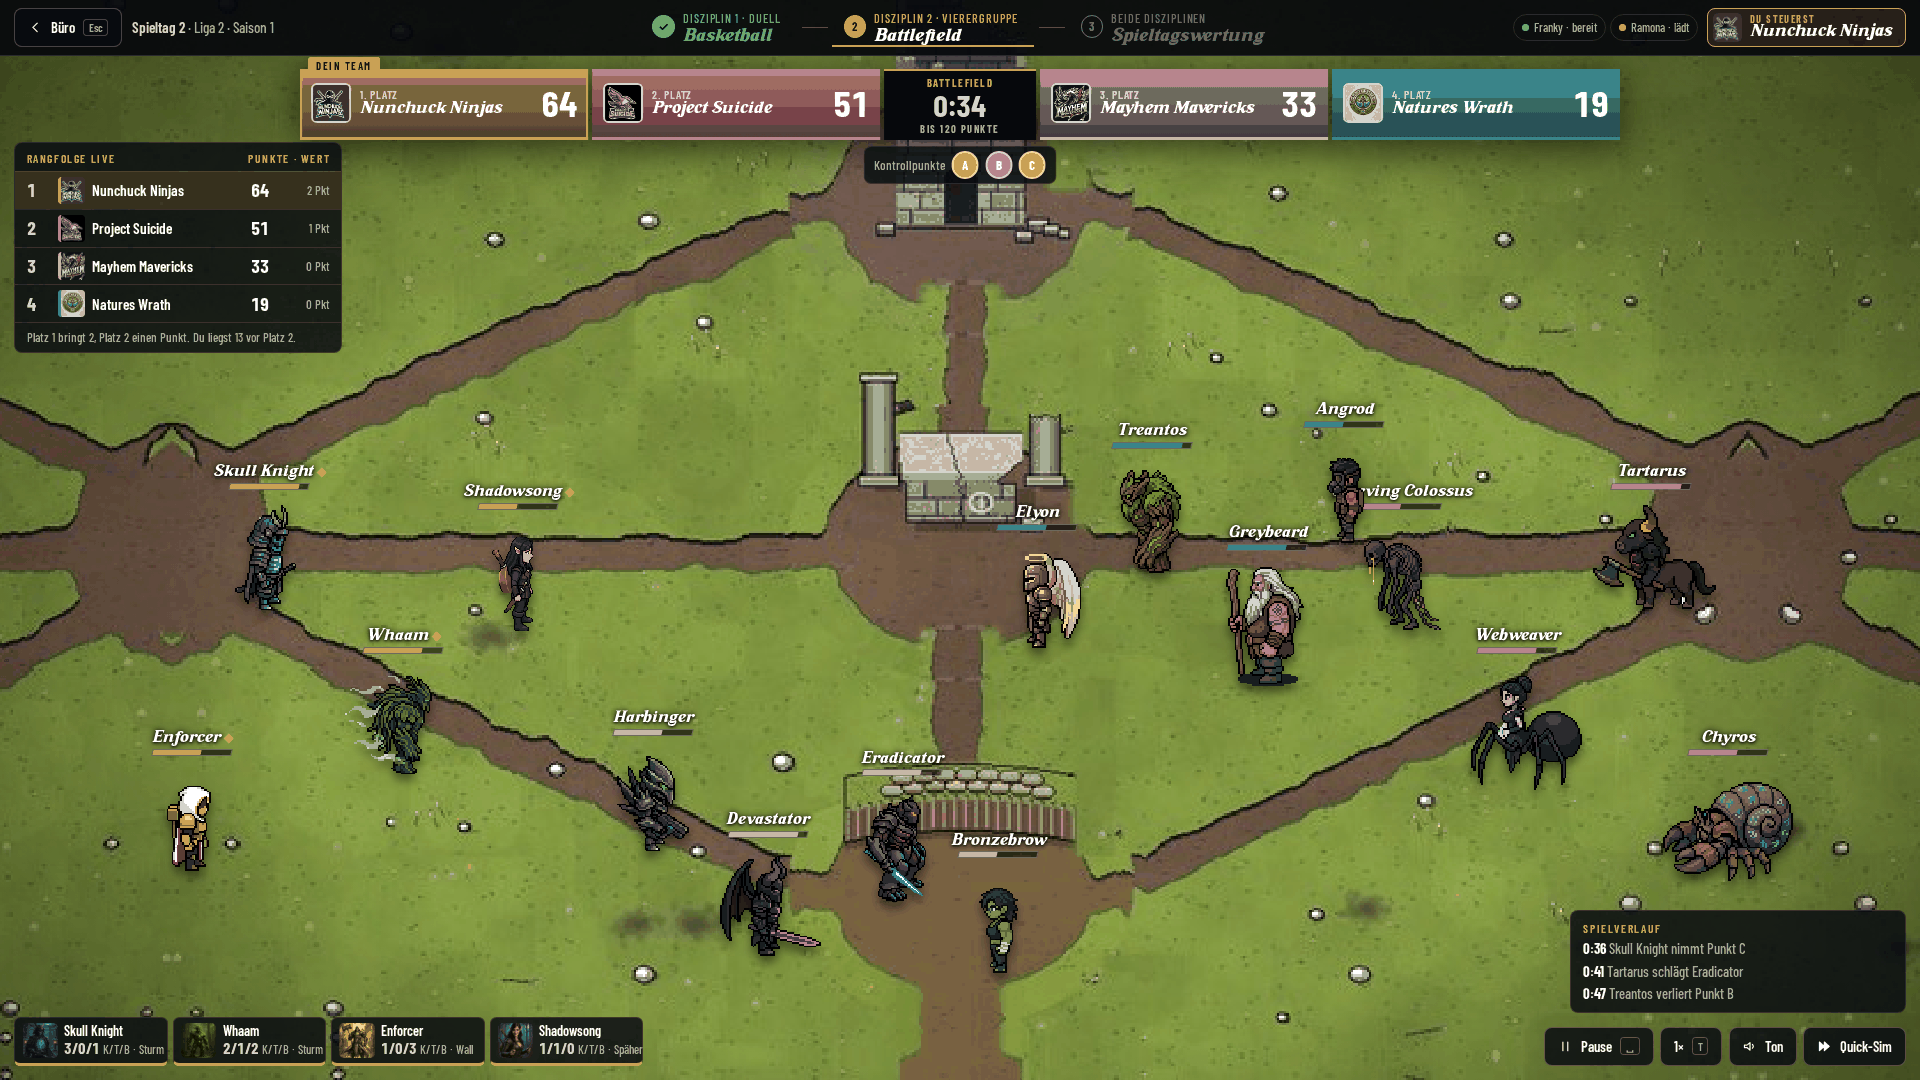 Büro Esc
Spieltag 2 · Liga 2 · Saison 1
DISZIPLIN 1 · DUELL
Basketball
2
DISZIPLIN 2 · VIERERGRUPPE
Battlefield
3
BEIDE DISZIPLINEN
Spieltagswertung
Franky · bereit
Ramona · lädt
DU STEUERST
Nunchuck Ninjas
DEIN TEAM
1. PLATZ
Nunchuck Ninjas
64
2. PLATZ
Project Suicide
51
BATTLEFIELD
0:34
BIS 120 PUNKTE
3. PLATZ
Mayhem Mavericks
33
4. PLATZ
Natures Wrath
19
Kontrollpunkte A B C
RANGFOLGE LIVE PUNKTE · WERT
1 Nunchuck Ninjas 64 2 Pkt
2 Project Suicide 51 1 Pkt
3 Mayhem Mavericks 33 0 Pkt
4 Natures Wrath 19 0 Pkt
Platz 1 bringt 2, Platz 2 einen Punkt. Du liegst 13 vor Platz 2.
Angrod
Treantos
Skull Knight
Tartarus
Shadowsong
ving Colossus
Elyon
Greybeard
Whaam
Webweaver
Harbinger
Enforcer
Chyros
Eradicator
Devastator
Bronzebrow
SPIELVERLAUF
0:36 Skull Knight nimmt Punkt C
0:41 Tartarus schlägt Eradicator
0:47 Treantos verliert Punkt B
Skull Knight
3/0/1 K/T/B · Sturm
Whaam
2/1/2 K/T/B · Sturm
Enforcer
1/0/3 K/T/B · Wall
Shadowsong
1/1/0 K/T/B · Späher
Pause
1× T
Ton
Quick-Sim